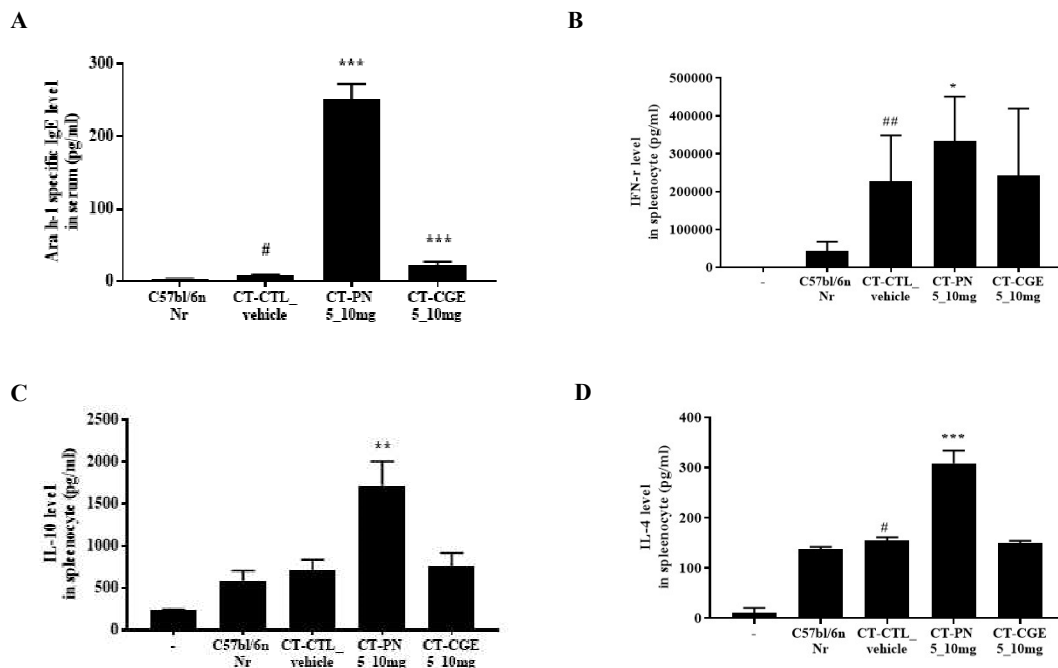 A
Ara h-1 specific IgE level
in serum (pg/ml)
300
200
100
0
***
#
***
C57bl/6n
Nr
CT-CTL_
vehicle
CT-PN
5_10mg
CT-CGE
5_10mg
B
IFN-r level
in spleenocyte (pg/ml)
500000
400000
300000
200000
100000
0
##
*
-
C57bl/6n
Nr
CT-CTL_
vehicle
CT-PN
5_10mg
CT-CGE
5_10mg
C
IL-10 level
in spleenocyte (pg/ml)
2500
2000
1500
1000
500
0
**
-
C57bl/6n
Nr
CT-CTL_
vehicle
CT-PN
5_10mg
CT-CGE
5_10mg
D
IL-4 level
in spleenocyte (pg/ml)
400
300
200
100
0
#
***
-
C57bl/6n
Nr
CT-CTL_
vehicle
CT-PN
5_10mg
CT-CGE
5_10mg